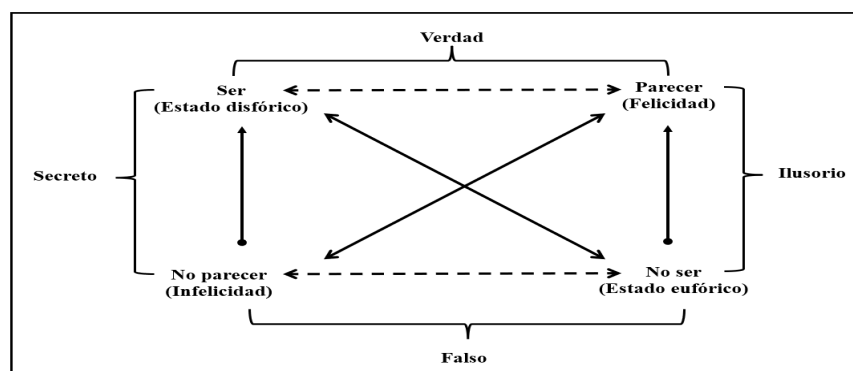 Verdad
Ser
(Estado disfórico)
Parecer
(Felicidad)
Secreto
Ilusorio
No parecer
(Infelicidad)
No ser
(Estado eufórico)
Falso